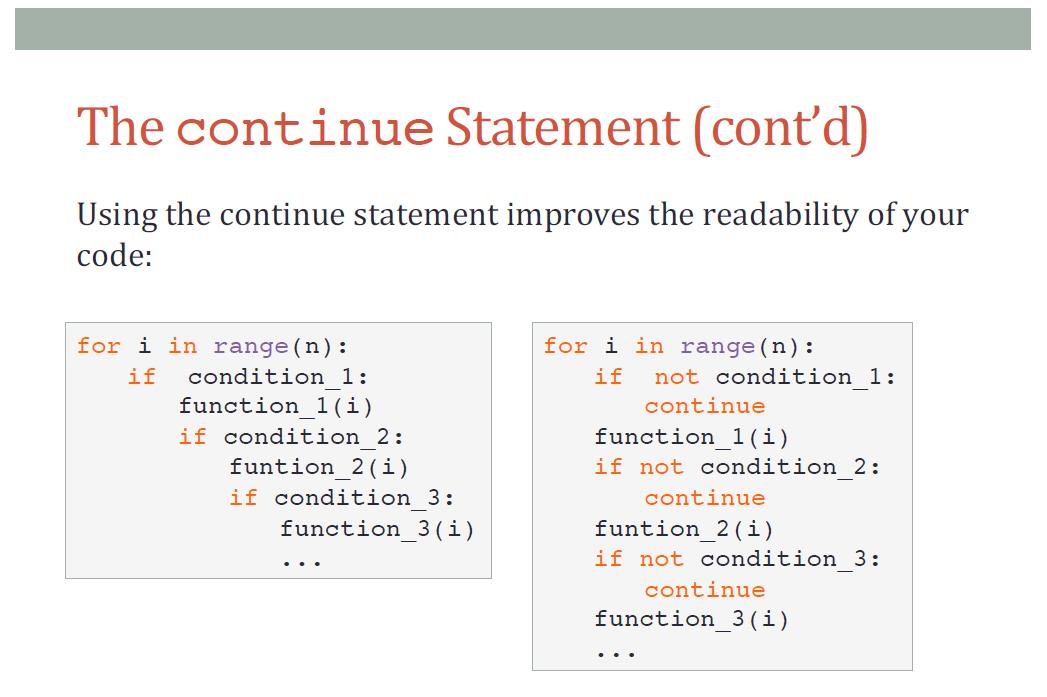 The continue Statement (cont’d)
Using the continue statement improves the readability of your
code:
for i in range(n):
if condition_1:
function_1(i)
if condition_2:
funtion_2(i)
if condition_3:
function_3(i)
...
for i in range(n):
if not condition_1:
continue
function_1(i)
if not condition_2:
continue
funtion_2(i)
if not condition_3:
continue
function_3(i)
...